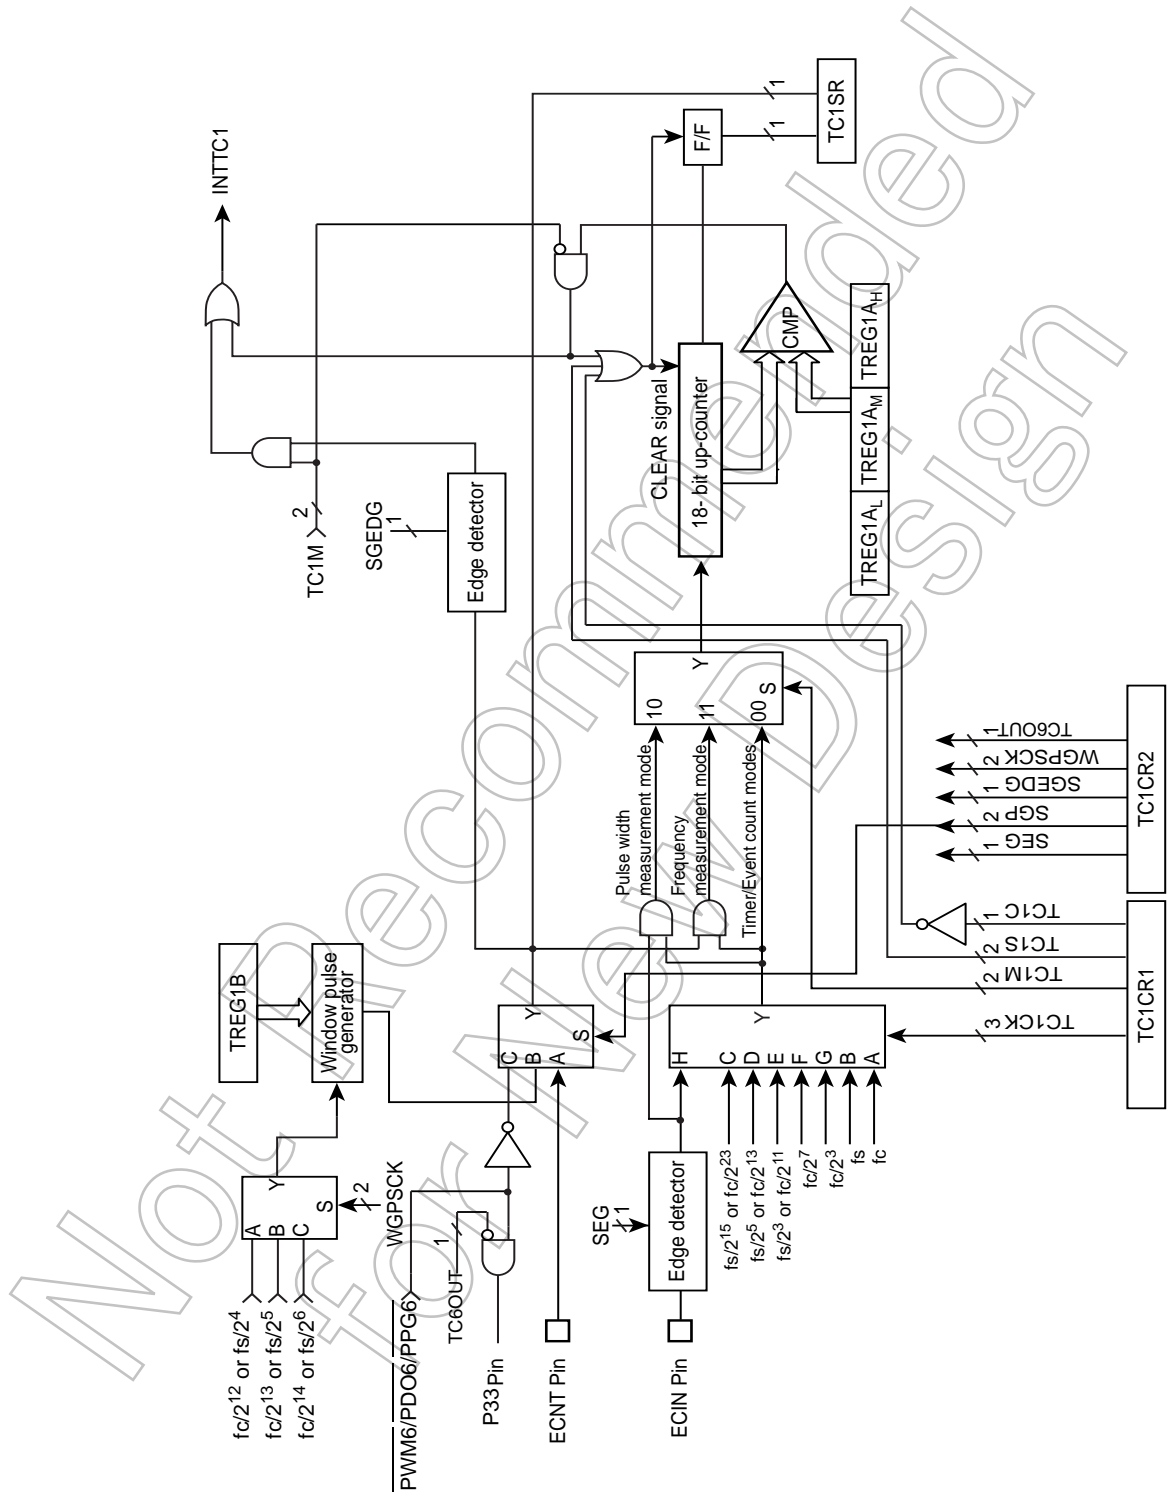 Not Recommended
for New Design
fc/2^12 or fs/2^4
fc/2^13 or fs/2^5
fc/2^14 or fs/2^6
A
B
C
Y
S
2
WGPSCK
TREG1B
Window pulse
generator
PWM6/PDO6/PPG6
TC6OUT
1
P33 Pin
ECNT Pin
ECIN Pin
C
B
A
Y
S
SEG
1
Edge detector
fs/2^15 or fc/2^23
fs/2^5 or fc/2^13
fs/2^3 or fc/2^11
fc/2^7
fc/2^3
fs
fc
H
C
D
E
F
G
B
A
Y
Pulse width
measurement mode
Frequency
measurement mode
Timer/Event count modes
10
11
00
S
Y
TC1M
2
SGEDG
1
Edge detector
INTTC1
CLEAR signal
18- bit up-counter
CMP
F/F
1
1
TC1SR
TREG1A_L
TREG1A_M
TREG1A_H
TC1CK
3
TC1M
2
TC1S
2
TC1C
1
TC1CR1
SEG
1
SGP
2
SGEDG
1
WGPSCK
2
TC6OUT
1
TC1CR2